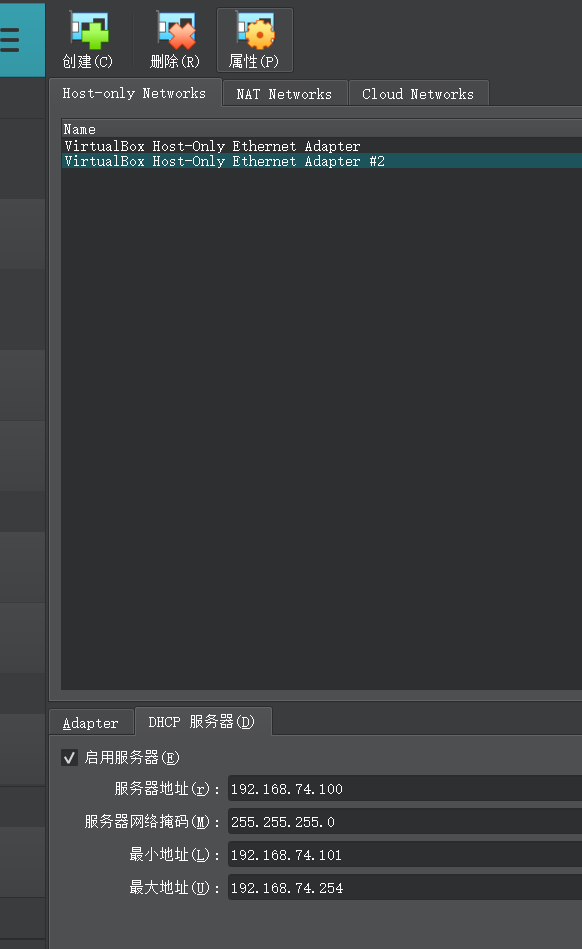 创建(C) 删除(R) 属性(P)
Host-only Networks NAT Networks Cloud Networks
Name
VirtualBox Host-Only Ethernet Adapter
VirtualBox Host-Only Ethernet Adapter #2
Adapter DHCP 服务器(D)
启用服务器(E)
服务器地址(r): 192.168.74.100
服务器网络掩码(M): 255.255.255.0
最小地址(L): 192.168.74.101
最大地址(U): 192.168.74.254